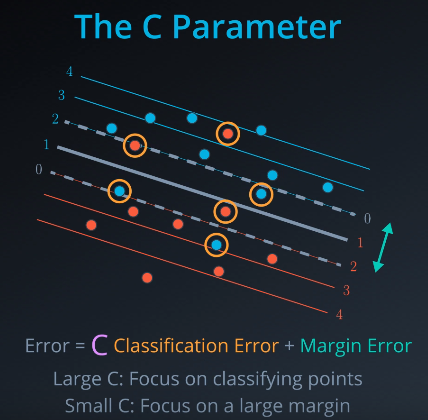 The C Parameter
4
3
2
1
0
0
1
2
3
4
Error = C Classification Error + Margin Error
Large C: Focus on classifying points
Small C: Focus on a large margin